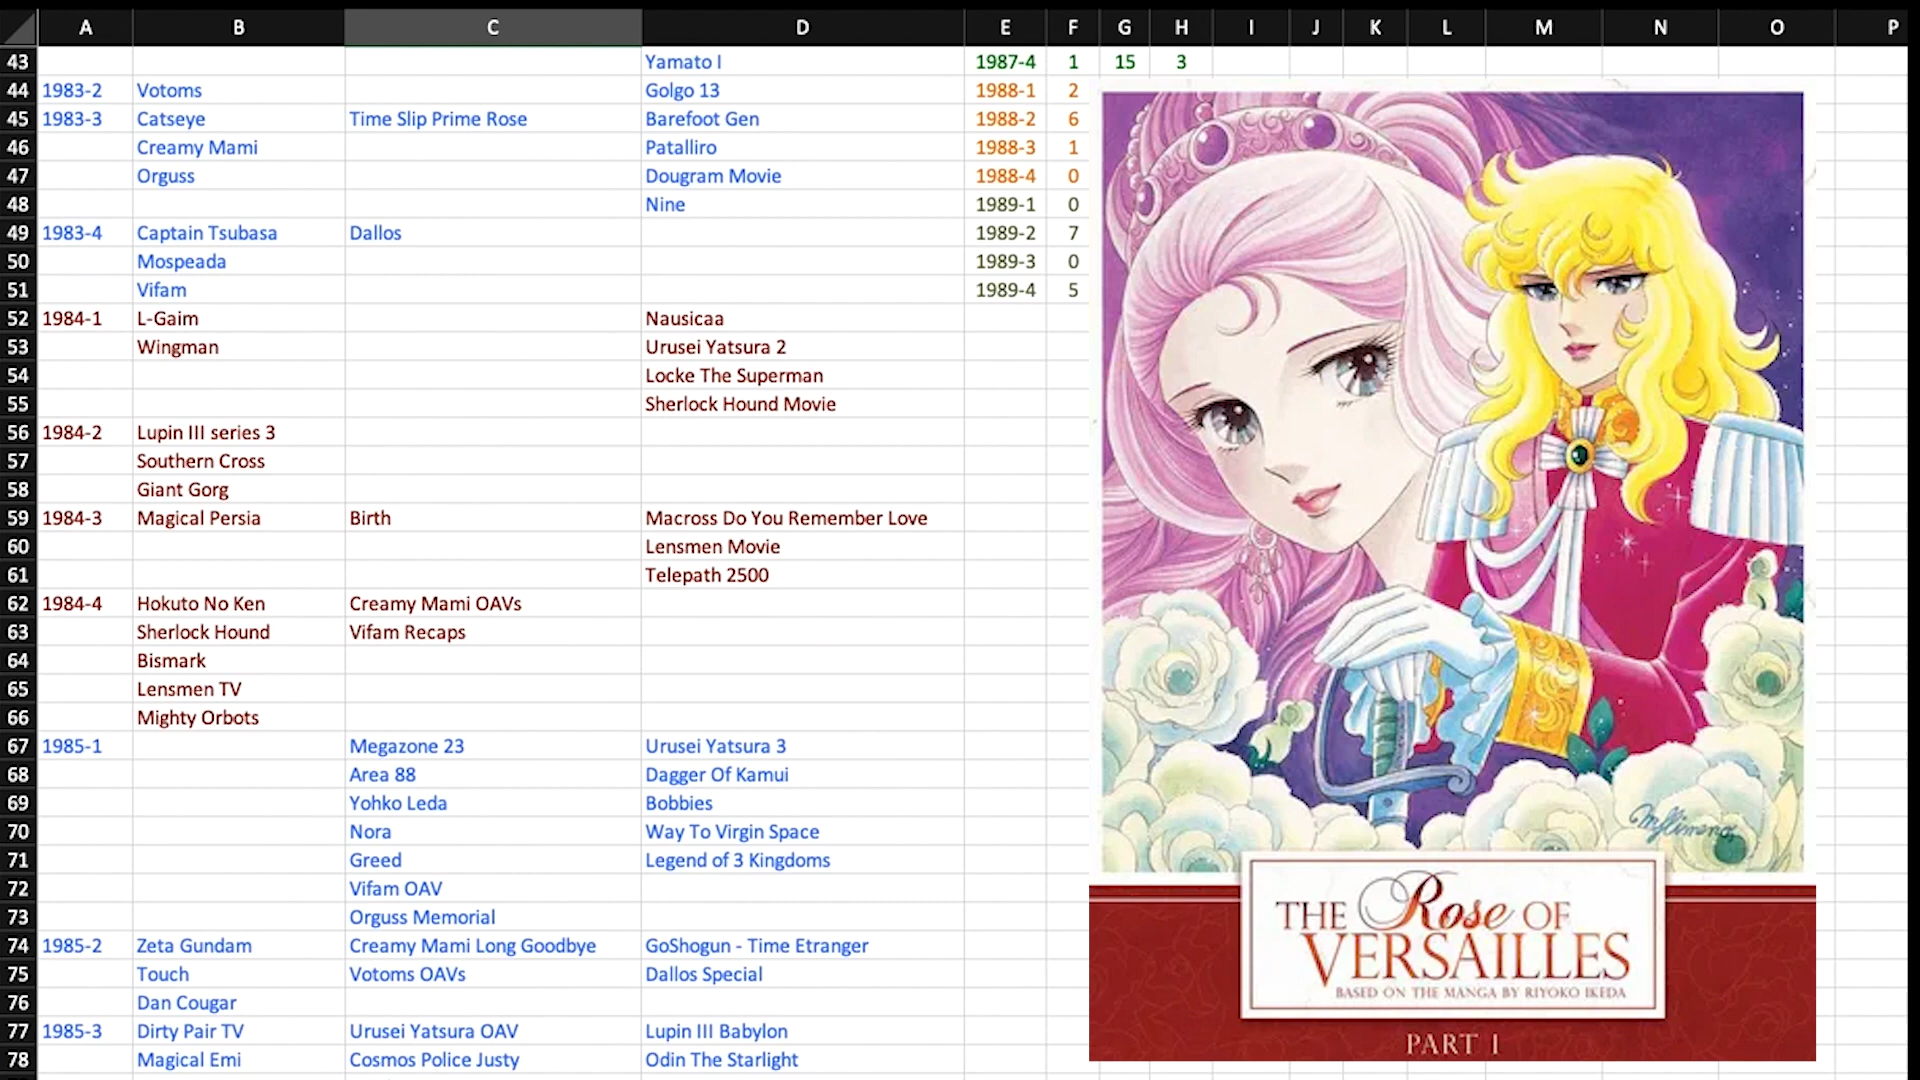 A B C D E F G H I J K L M N O P
43 Yamato I 1987-4 1 15 3
44 1983-2 Votoms Golgo 13 1988-1 2
45 1983-3 Catseye Time Slip Prime Rose Barefoot Gen 1988-2 6
46 Creamy Mami Patalliro 1988-3 1
47 Orguss Dougram Movie 1988-4 0
48 Nine 1989-1 0
49 1983-4 Captain Tsubasa Dallos 1989-2 7
50 Mospeada 1989-3 0
51 Vifam 1989-4 5
52 1984-1 L-Gaim Nausicaa
53 Wingman Urusei Yatsura 2
54 Locke The Superman
55 Sherlock Hound Movie
56 1984-2 Lupin III series 3
57 Southern Cross
58 Giant Gorg
59 1984-3 Magical Persia Birth Macross Do You Remember Love
60 Lensmen Movie
61 Telepath 2500
62 1984-4 Hokuto No Ken Creamy Mami OAVs
63 Sherlock Hound Vifam Recaps
64 Bismark
65 Lensmen TV
66 Mighty Orbots
67 1985-1 Megazone 23 Urusei Yatsura 3
68 Area 88 Dagger Of Kamui
69 Yohko Leda Bobbies
70 Nora Way To Virgin Space
71 Greed Legend of 3 Kingdoms
72 Vifam OAV
73 Orguss Memorial
74 1985-2 Zeta Gundam Creamy Mami Long Goodbye GoShogun - Time Etranger
75 Touch Votoms OAVs Dallos Special
76 Dan Cougar
77 1985-3 Dirty Pair TV Urusei Yatsura OAV Lupin III Babylon
78 Magical Emi Cosmos Police Justy Odin The Starlight
THE Rose OF
VERSAILLES
BASED ON THE MANGA BY RIYOKO IKEDA
PART I